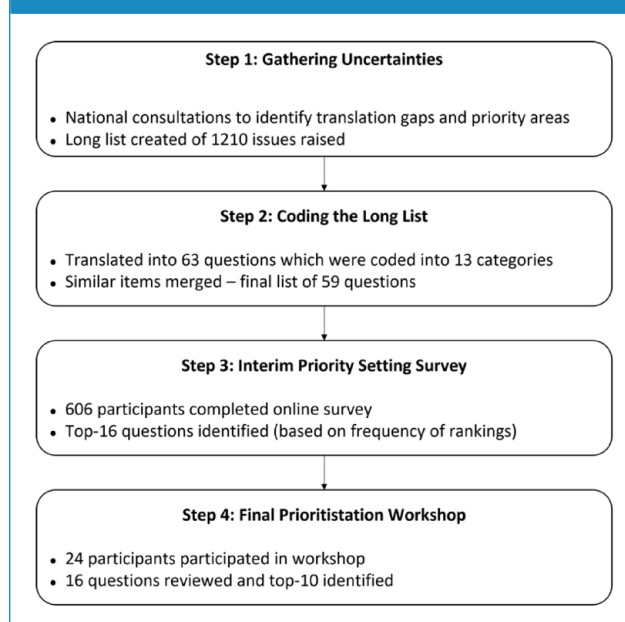 Step 1: Gathering Uncertainties
• National consultations to identify translation gaps and priority areas
• Long list created of 1210 issues raised
Step 2: Coding the Long List
• Translated into 63 questions which were coded into 13 categories
• Similar items merged – final list of 59 questions
Step 3: Interim Priority Setting Survey
• 606 participants completed online survey
• Top-16 questions identified (based on frequency of rankings)
Step 4: Final Prioritistation Workshop
• 24 participants participated in workshop
• 16 questions reviewed and top-10 identified